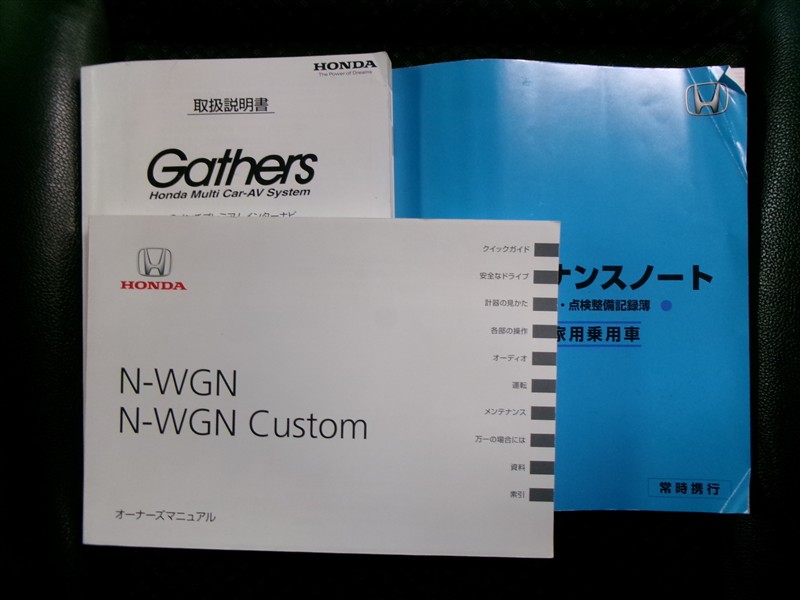 HONDA
The Power of Dreams
取扱説明書
Gathers
Honda Multi Car-AV System
ナンスノート
・点検整備記録簿
家用乗用車
常時携行
HONDA
N-WGN
N-WGN Custom
オーナーズマニュアル
クイックガイド
安全なドライブ
計器の見かた
各部の操作
オーディオ
運転
メンテナンス
万一の場合には
資料
索引